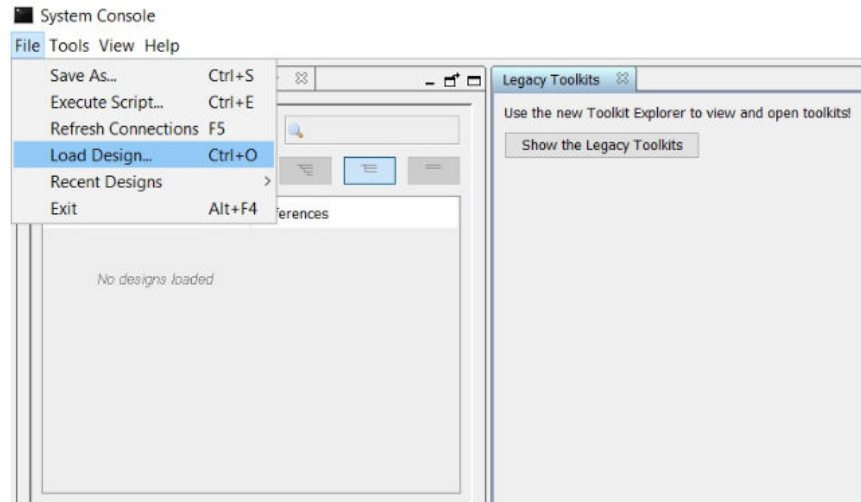 System Console
File Tools View Help
Save As... Ctrl+S
Execute Script... Ctrl+E
Refresh Connections F5
Load Design... Ctrl+O
Recent Designs >
Exit Alt+F4
No designs loaded
Legacy Toolkits
Use the new Toolkit Explorer to view and open toolkits!
Show the Legacy Toolkits